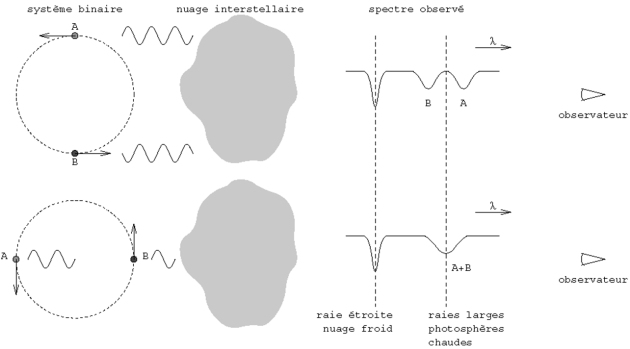 système binaire
nuage interstellaire
spectre observé
A
λ
B
A
observateur
B
λ
A
B
A+B
observateur
raie étroite
nuage froid
raies larges
photosphères
chaudes